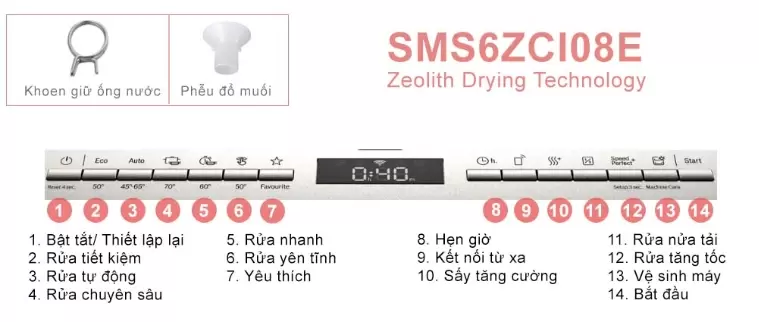 SMS6ZCI08E
Zeolith Drying Technology
Khoen giữ ống nước
Phễu đổ muối
Eco Auto 0:40 h. Speed Perfect+ Start
Reset 4 sec. 50° 45°-65° 70° 60° 50° Favourite Setup 3 sec. Machine Care
1 2 3 4 5 6 7 8 9 10 11 12 13 14
1. Bật tắt/ Thiết lập lại
2 Rửa tiết kiệm
3. Rửa tự động
4. Rửa chuyên sâu
5. Rửa nhanh
6. Rửa yên tĩnh
7. Yêu thích
8. Hẹn giờ
9. Kết nối từ xa
10. Sấy tăng cường
11. Rửa nửa tải
12. Rửa tăng tốc
13. Vệ sinh máy
14. Bắt đầu